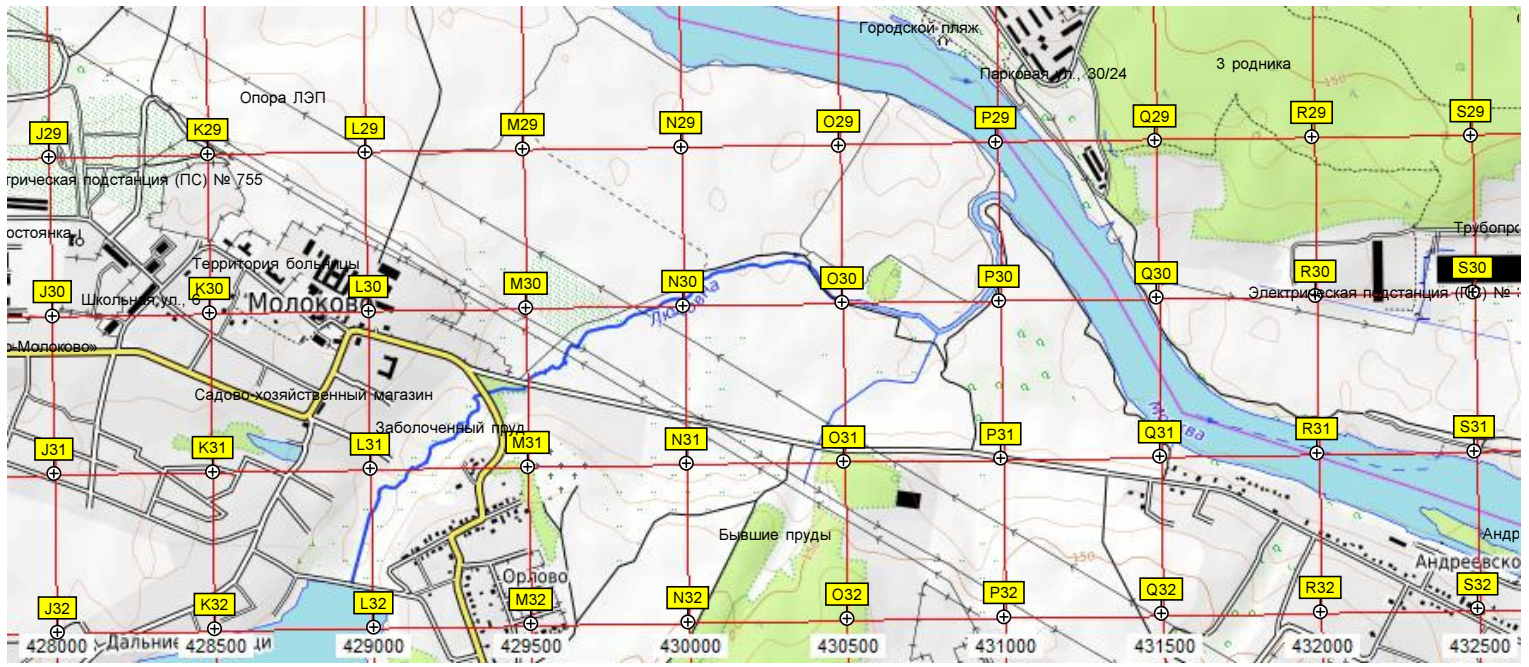 Городской пляж
Парковая ул., 30/24
3 родника
150
Опора ЛЭП
J29
K29
L29
M29
N29
O29
P29
Q29
R29
S29
трическая подстанция (ПС) № 755
остоянка
Территория больницы
Трубопро
Школьная ул., 6
Молоково
J30
K30
L30
M30
N30
Любовка
O30
P30
Q30
R30
S30
Электрическая подстанция (ПС) №
о-Молоково»
Садово-хозяйственный магазин
Заболоченный пруд
Москва
J31
K31
L31
M31
N31
O31
P31
Q31
R31
S31
Бывшие пруды
150
Андр
Андреевско
Орлово
J32
K32
L32
M32
N32
O32
P32
Q32
R32
S32
Дальние
428000
428500
429000
429500
430000
430500
431000
431500
432000
432500